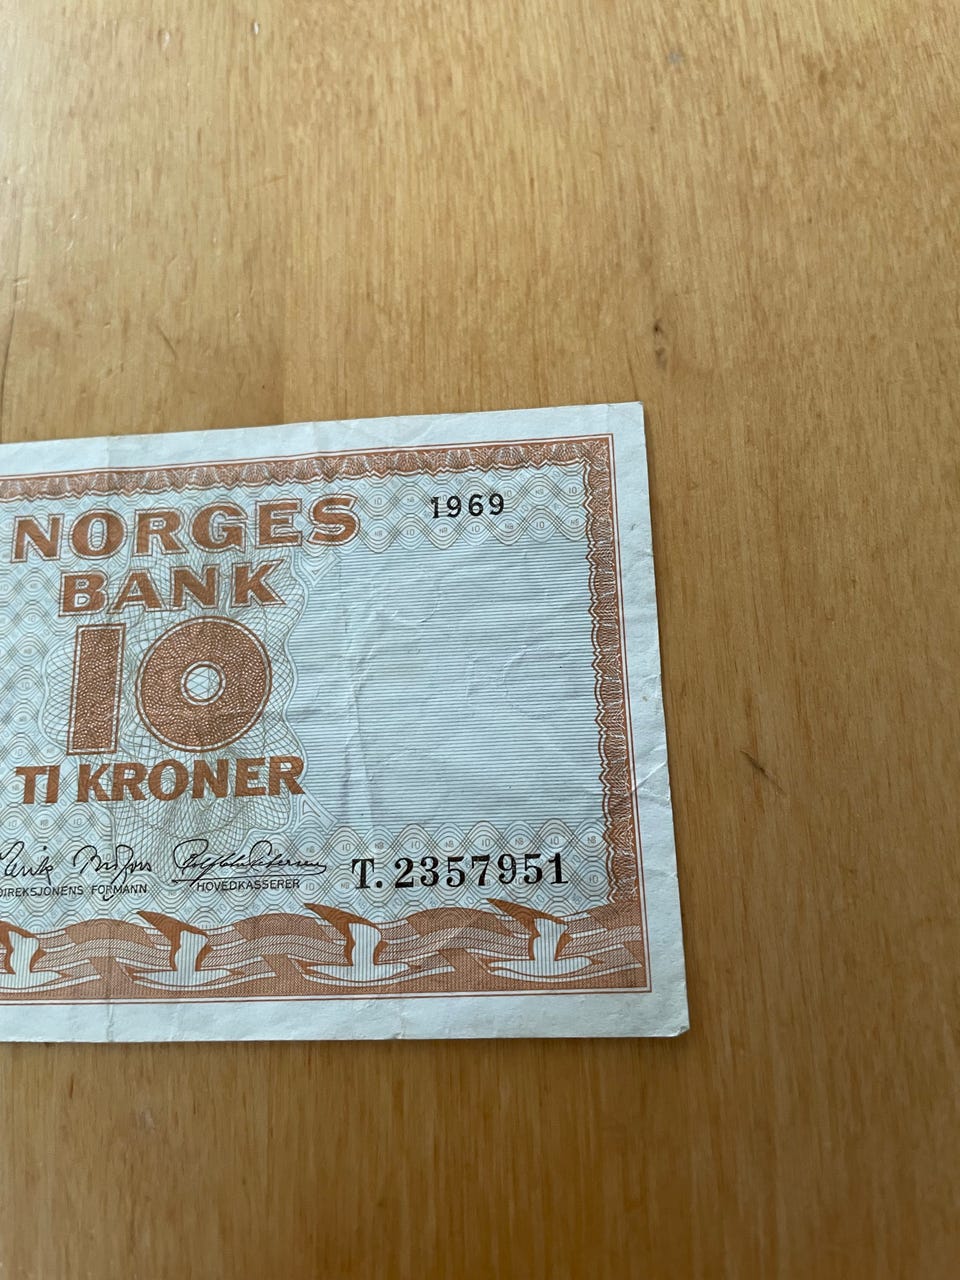 NORGES
1969
BANK
10
TI KRONER
DIREKSJONENS FORMANN
HOVEDKASSERER
T. 2357951